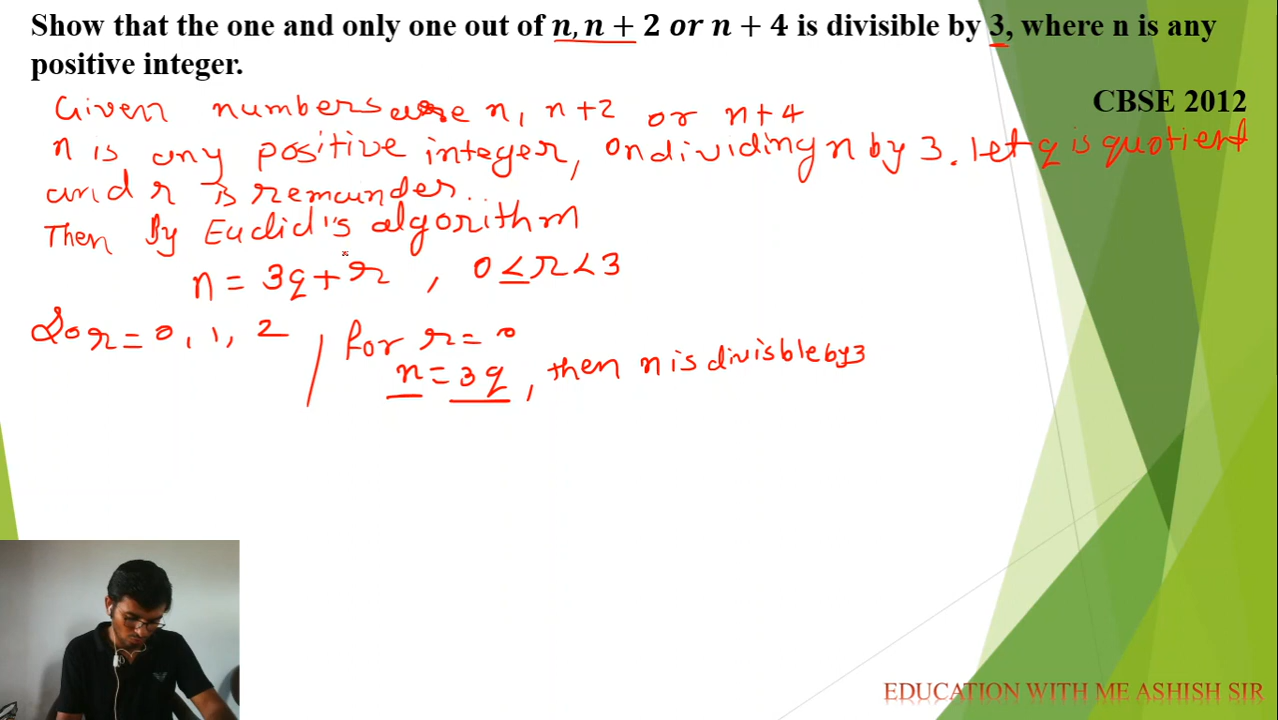 Show that the one and only one out of n, n + 2 or n + 4 is divisible by 3, where n is any
positive integer.
CBSE 2012
Given numbers are n, n+2 or n+4
n is any positive integer, On dividing n by 3. let q is quotient
and r is remainder..
Then By Euclid's algorithm
n = 3q + r , 0 ≤ r < 3
So r = 0, 1, 2
for r = 0
n = 3q , then n is divisble by 3
EDUCATION WITH ME ASHISH SIR